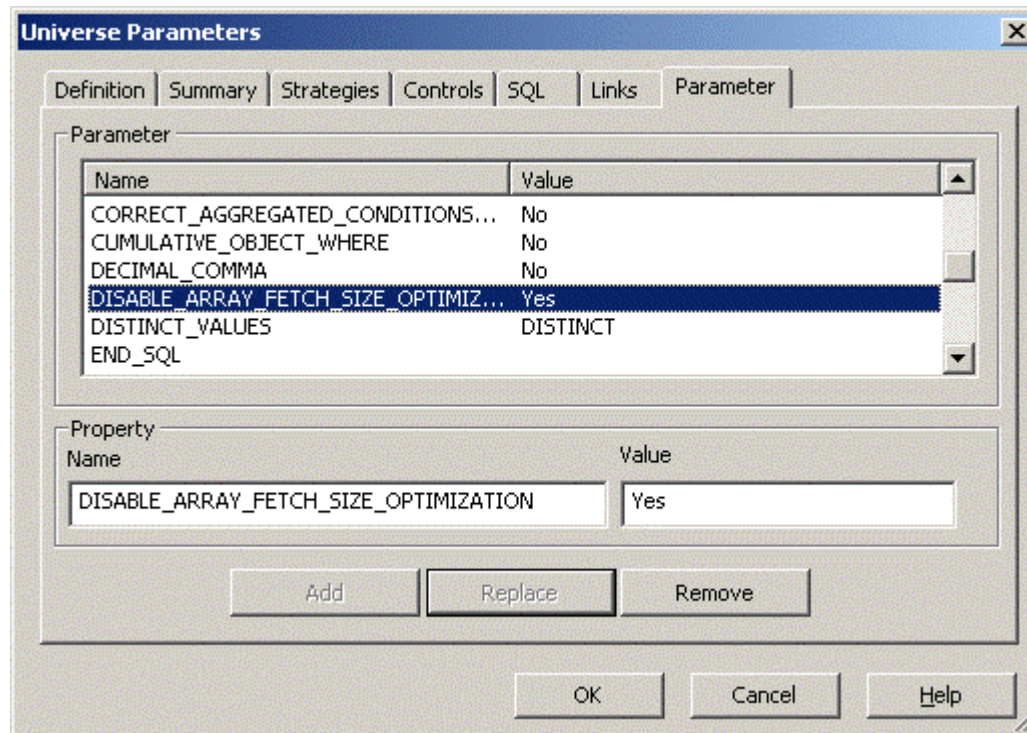 Universe Parameters
Definition Summary Strategies Controls SQL Links Parameter
Parameter
Name Value
CORRECT_AGGREGATED_CONDITIONS... No
CUMULATIVE_OBJECT_WHERE No
DECIMAL_COMMA No
DISABLE_ARRAY_FETCH_SIZE_OPTIMIZ... Yes
DISTINCT_VALUES DISTINCT
END_SQL
Property
Name Value
DISABLE_ARRAY_FETCH_SIZE_OPTIMIZATION Yes
Add Replace Remove
OK Cancel Help